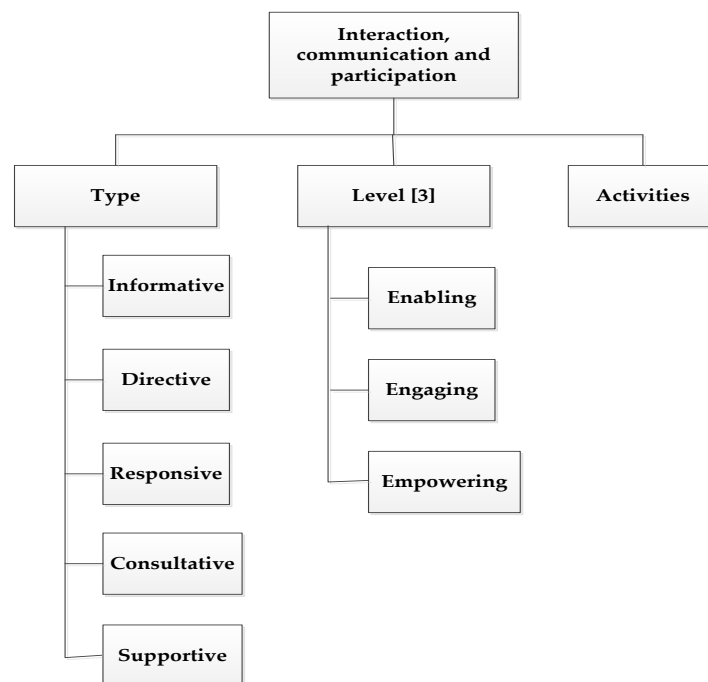 Interaction,
communication and
participation
Type
Level [3]
Activities
Informative
Directive
Responsive
Consultative
Supportive
Enabling
Engaging
Empowering